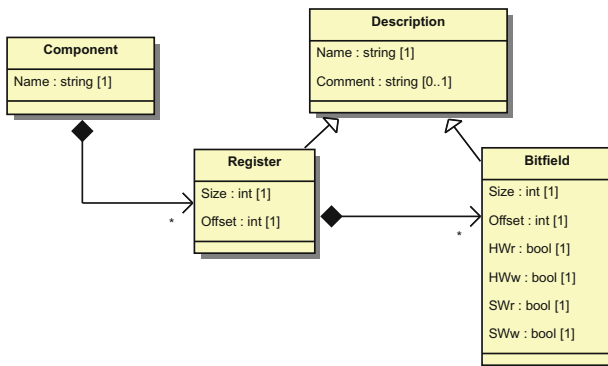 Description
Name : string [1]
Comment : string [0..1]
Component
Name : string [1]
Register
Size : int [1]
Offset : int [1]
*
Bitfield
Size : int [1]
Offset : int [1]
HWr : bool [1]
HWw : bool [1]
SWr : bool [1]
SWw : bool [1]
*